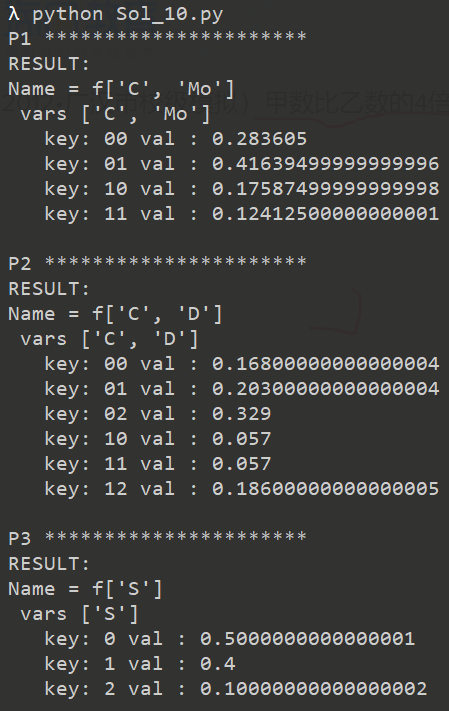 λ python Sol_10.py
P1 **********************
RESULT:
Name = f['C', 'Mo']
vars ['C', 'Mo']
key: 00 val : 0.283605
key: 01 val : 0.41639499999999996
key: 10 val : 0.17587499999999998
key: 11 val : 0.12412500000000001
P2 **********************
RESULT:
Name = f['C', 'D']
vars ['C', 'D']
key: 00 val : 0.16800000000000004
key: 01 val : 0.20300000000000004
key: 02 val : 0.329
key: 10 val : 0.057
key: 11 val : 0.057
key: 12 val : 0.18600000000000005
P3 **********************
RESULT:
Name = f['S']
vars ['S']
key: 0 val : 0.5000000000000001
key: 1 val : 0.4
key: 2 val : 0.10000000000000002